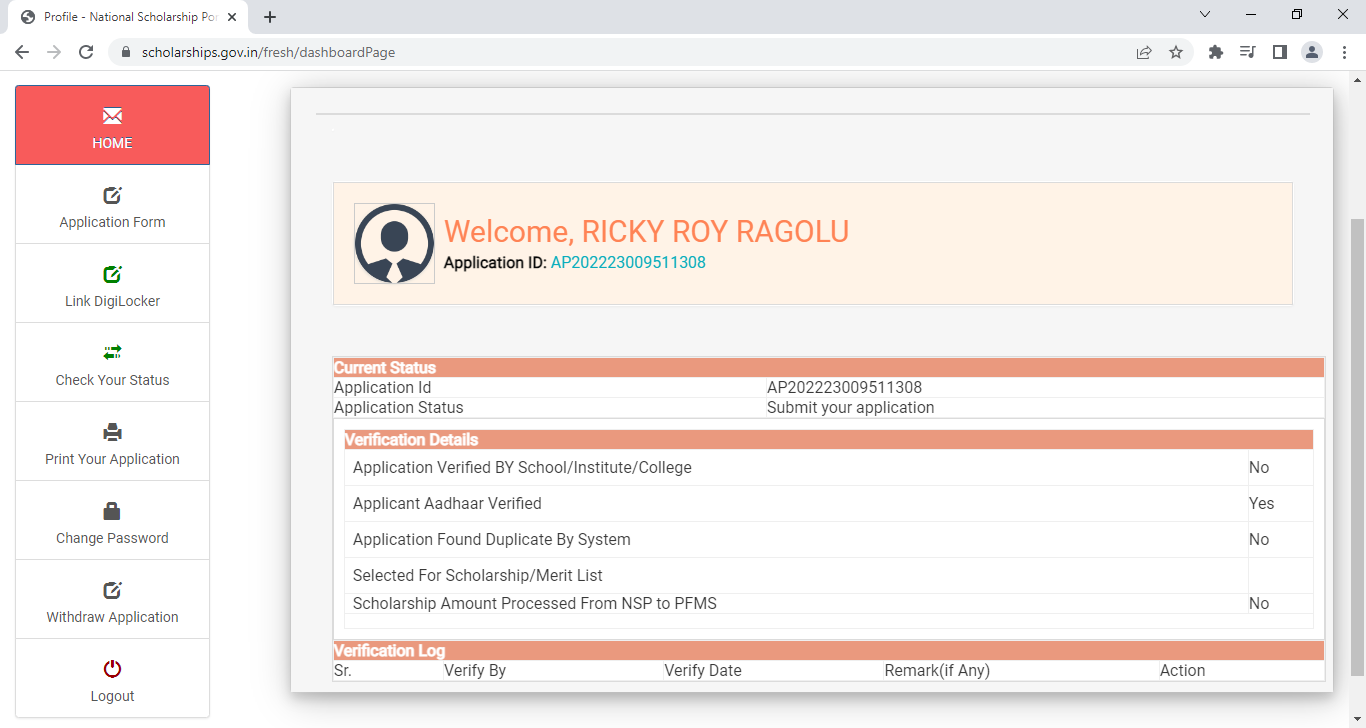 Profile - National Scholarship Por
scholarships.gov.in/fresh/dashboardPage
HOME
Application Form
Link DigiLocker
Check Your Status
Print Your Application
Change Password
Withdraw Application
Logout
Welcome, RICKY ROY RAGOLU
Application ID: AP202223009511308
Current Status
Application Id AP202223009511308
Application Status Submit your application
Verification Details
Application Verified BY School/Institute/College No
Applicant Aadhaar Verified Yes
Application Found Duplicate By System No
Selected For Scholarship/Merit List
Scholarship Amount Processed From NSP to PFMS No
Verification Log
Sr. Verify By Verify Date Remark(if Any) Action